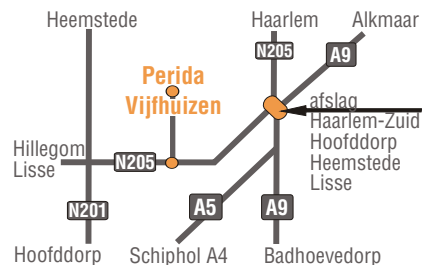 Heemstede
Haarlem
Alkmaar
N205
A9
Perida
Vijfhuizen
afslag
Haarlem-Zuid
Hoofddorp
Heemstede
Lisse
Hillegom
Lisse
N205
N201
A5
A9
Hoofddorp
Schiphol A4
Badhoevedorp